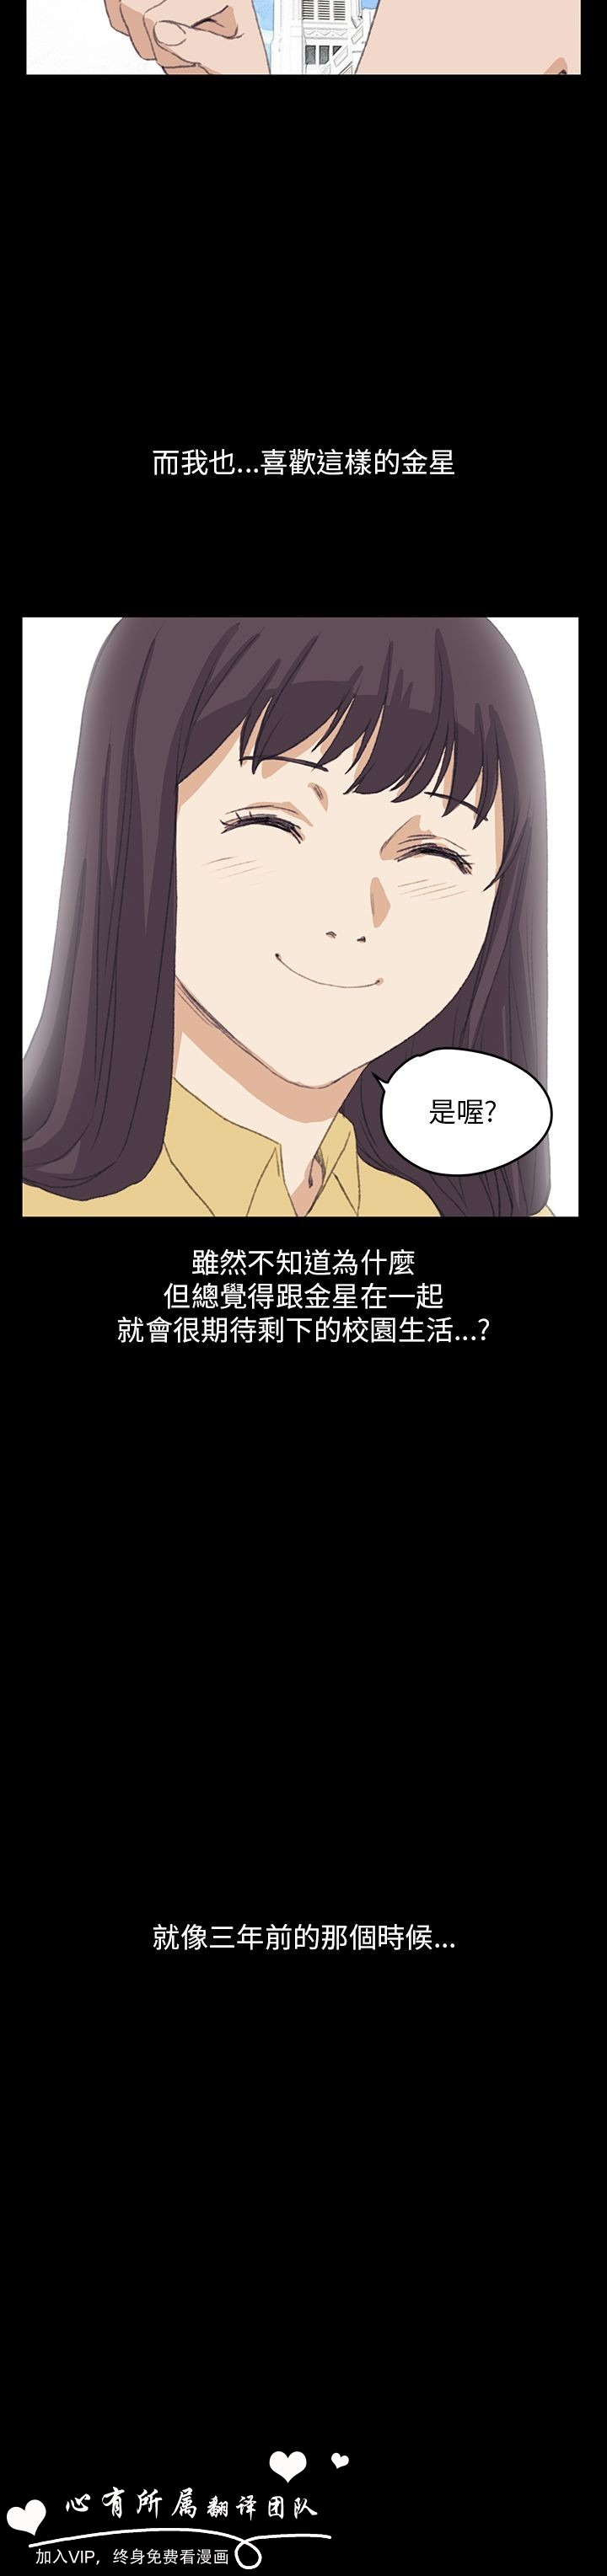 而我也...喜歡這樣的金星
是喔?
雖然不知道為什麼
但總覺得跟金星在一起
就會很期待剩下的校園生活...?
就像三年前的那個時候...
心有所属翻译团队
加入VIP，终身免费看漫画